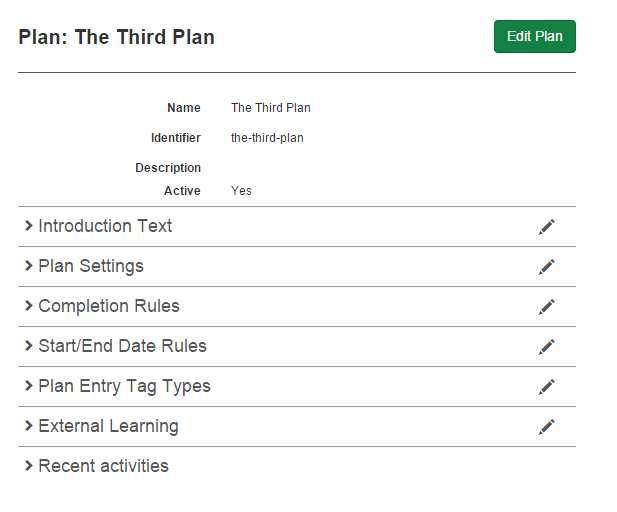 Plan: The Third Plan
Edit Plan
Name The Third Plan
Identifier the-third-plan
Description
Active Yes
Introduction Text
Plan Settings
Completion Rules
Start/End Date Rules
Plan Entry Tag Types
External Learning
Recent activities